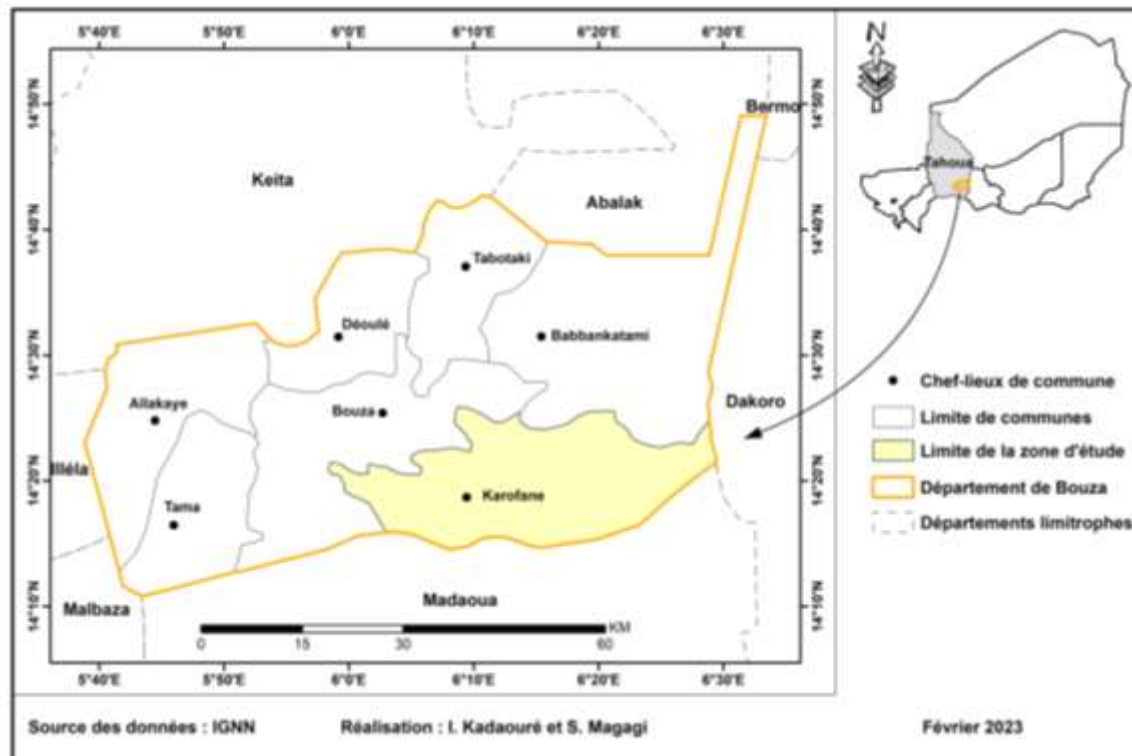 5°40'E 5°50'E 6°0'E 6°10'E 6°20'E 6°30'E
N
14°50'N
14°50'N
Bermo
Tahoua
Keita
Abalak
14°40'N
14°40'N
Tabotaki
Déoulé
Babbankatami
14°30'N
14°30'N
Allakaye
Bouza
Dakoro
Illéla
14°20'N
14°20'N
Karofane
Tama
Malbaza
Madaoua
14°10'N
14°10'N
KM
0 15 30 60
5°40'E 5°50'E 6°0'E 6°10'E 6°20'E 6°30'E
Chef-lieux de commune
Limite de communes
Limite de la zone d'étude
Département de Bouza
Départements limitrophes
Source des données : IGNN
Réalisation : I. Kadaouré et S. Magagi
Février 2023